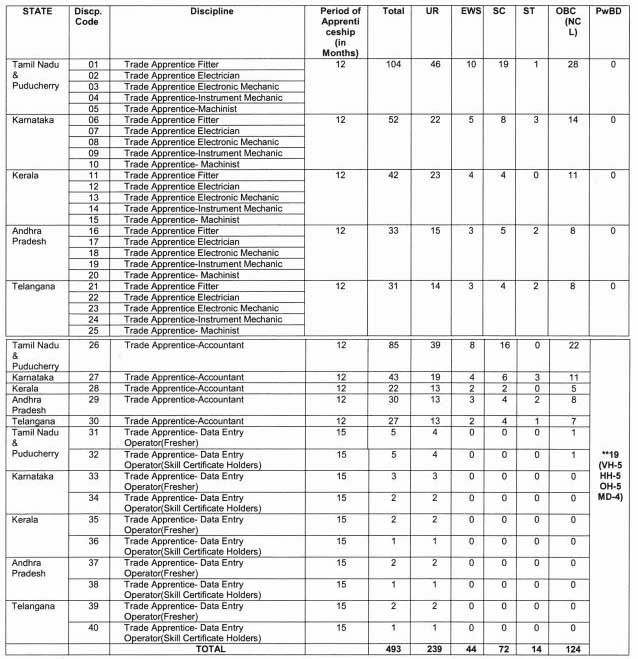 STATE Discp. Code Discipline Period of Apprenti ceship (in Months) Total UR EWS SC ST OBC (NC L) PwBD
Tamil Nadu & Puducherry 01 Trade Apprentice Fitter 12 104 46 10 19 1 28 0
02 Trade Apprentice Electrician
03 Trade Apprentice Electronic Mechanic
04 Trade Apprentice-Instrument Mechanic
05 Trade Apprentice-Machinist
Karnataka 06 Trade Apprentice Fitter 12 52 22 5 8 3 14 0
07 Trade Apprentice Electrician
08 Trade Apprentice Electronic Mechanic
09 Trade Apprentice-Instrument Mechanic
10 Trade Apprentice- Machinist
Kerala 11 Trade Apprentice Fitter 12 42 23 4 4 0 11 0
12 Trade Apprentice Electrician
13 Trade Apprentice Electronic Mechanic
14 Trade Apprentice-Instrument Mechanic
15 Trade Apprentice- Machinist
Andhra Pradesh 16 Trade Apprentice Fitter 12 33 15 3 5 2 8 0
17 Trade Apprentice Electrician
18 Trade Apprentice Electronic Mechanic
19 Trade Apprentice-Instrument Mechanic
20 Trade Apprentice- Machinist
Telangana 21 Trade Apprentice Fitter 12 31 14 3 4 2 8 0
22 Trade Apprentice Electrician
23 Trade Apprentice Electronic Mechanic
24 Trade Apprentice-Instrument Mechanic
25 Trade Apprentice- Machinist
Tamil Nadu & Puducherry 26 Trade Apprentice-Accountant 12 85 39 8 16 0 22
Karnataka 27 Trade Apprentice-Accountant 12 43 19 4 6 3 11
Kerala 28 Trade Apprentice-Accountant 12 22 13 2 2 0 5
Andhra Pradesh 29 Trade Apprentice-Accountant 12 30 13 3 4 2 8
Telangana 30 Trade Apprentice-Accountant 12 27 13 2 4 1 7
Tamil Nadu & Puducherry 31 Trade Apprentice- Data Entry Operator(Fresher) 15 5 4 0 0 0 1
32 Trade Apprentice- Data Entry Operator(Skill Certificate Holders) 15 5 4 0 0 0 1
**19 (VH-5 HH-5 OH-5 MD-4)
Karnataka 33 Trade Apprentice- Data Entry Operator(Fresher) 15 3 3 0 0 0 0
34 Trade Apprentice- Data Entry Operator(Skill Certificate Holders) 15 2 2 0 0 0 0
Kerala 35 Trade Apprentice- Data Entry Operator(Fresher) 15 2 2 0 0 0 0
36 Trade Apprentice- Data Entry Operator(Skill Certificate Holders) 15 1 1 0 0 0 0
Andhra Pradesh 37 Trade Apprentice- Data Entry Operator(Fresher) 15 2 2 0 0 0 0
38 Trade Apprentice- Data Entry Operator(Skill Certificate Holders) 15 1 1 0 0 0 0
Telangana 39 Trade Apprentice- Data Entry Operator(Fresher) 15 2 2 0 0 0 0
40 Trade Apprentice- Data Entry Operator(Skill Certificate Holders) 15 1 1 0 0 0 0
TOTAL 493 239 44 72 14 124